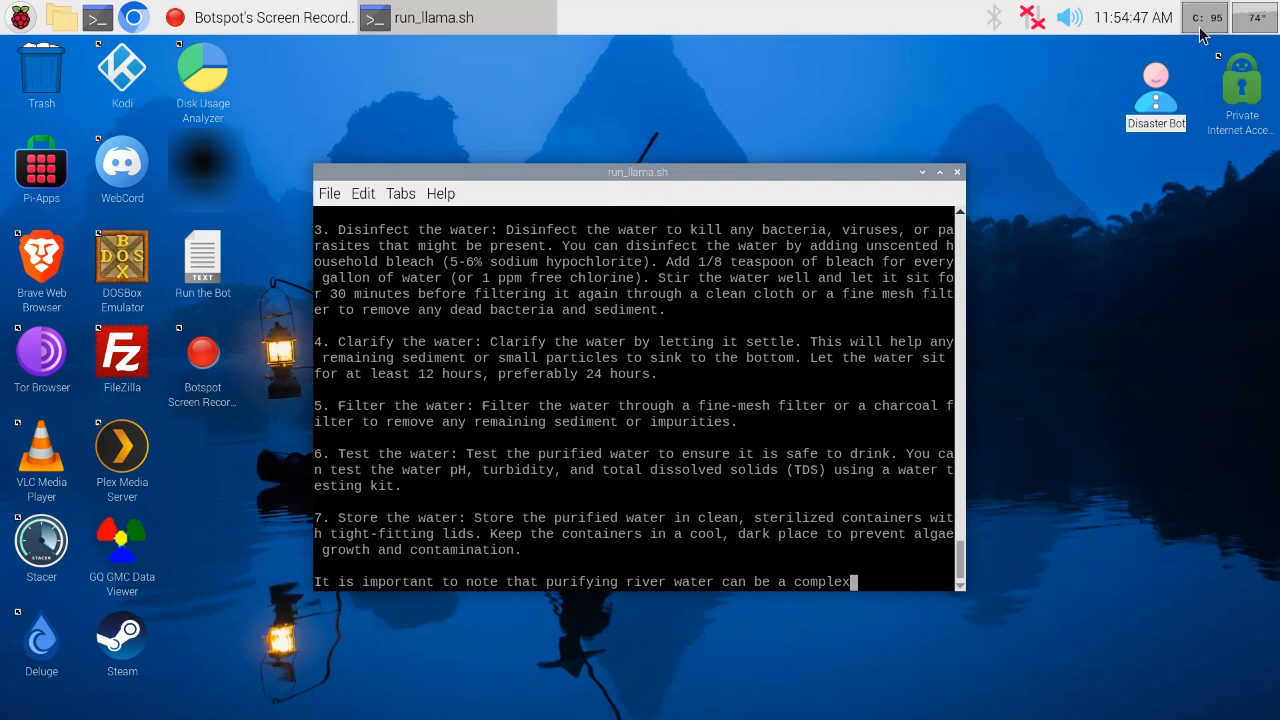 Botspot's Screen Record..
run_llama.sh
11:54:47 AM
C: 95
74°
Trash
Kodi
Disk Usage
Analyzer
Disaster Bot
Private
Internet Acce...
Pi-Apps
WebCord
Brave Web
Browser
DOS
BOX
DOSBox
Emulator
Run the Bot
Tor Browser
FileZilla
Botspot
Screen Recor...
VLC Media
Player
Plex Media
Server
STACER
Stacer
GQ GMC Data
Viewer
Deluge
Steam
run_llama.sh
File Edit Tabs Help
3. Disinfect the water: Disinfect the water to kill any bacteria, viruses, or pa
rasites that might be present. You can disinfect the water by adding unscented h
ousehold bleach (5-6% sodium hypochlorite). Add 1/8 teaspoon of bleach for every
gallon of water (or 1 ppm free chlorine). Stir the water well and let it sit fo
r 30 minutes before filtering it again through a clean cloth or a fine mesh filt
er to remove any dead bacteria and sediment.
4. Clarify the water: Clarify the water by letting it settle. This will help any
remaining sediment or small particles to sink to the bottom. Let the water sit
for at least 12 hours, preferably 24 hours.
5. Filter the water: Filter the water through a fine-mesh filter or a charcoal f
ilter to remove any remaining sediment or impurities.
6. Test the water: Test the purified water to ensure it is safe to drink. You ca
n test the water pH, turbidity, and total dissolved solids (TDS) using a water t
esting kit.
7. Store the water: Store the purified water in clean, sterilized containers wit
h tight-fitting lids. Keep the containers in a cool, dark place to prevent algae
growth and contamination.
It is important to note that purifying river water can be a complex